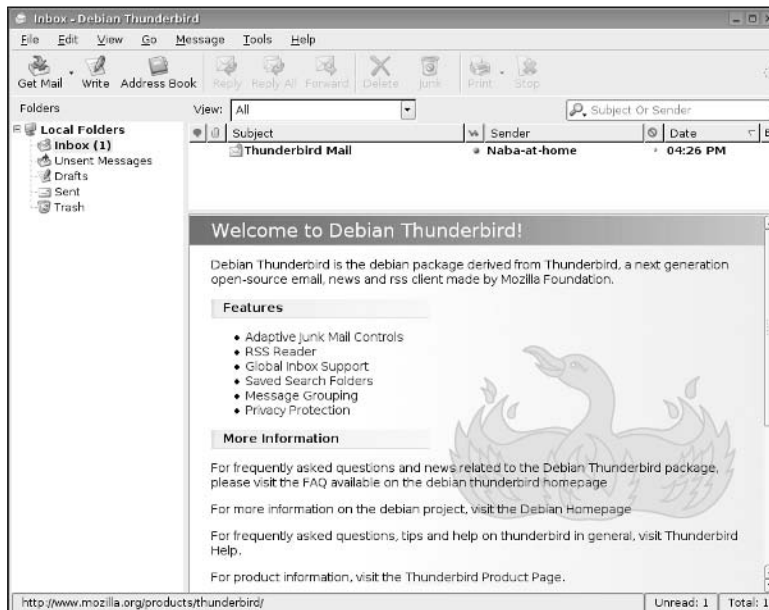 Inbox - Debian Thunderbird
File Edit View Go Message Tools Help
Get Mail Write Address Book Reply Reply All Forward Delete Junk Print Stop
Folders
View: All
Subject Or Sender
Local Folders
Inbox (1)
Unsent Messages
Drafts
Sent
Trash
Subject Sender Date
Thunderbird Mail Naba-at-home 04:26 PM
Welcome to Debian Thunderbird!
Debian Thunderbird is the debian package derived from Thunderbird, a next generation
open-source email, news and rss client made by Mozilla Foundation.
Features
Adaptive Junk Mail Controls
RSS Reader
Global Inbox Support
Saved Search Folders
Message Grouping
Privacy Protection
More Information
For frequently asked questions and news related to the Debian Thunderbird package,
please visit the FAQ available on the debian thunderbird homepage
For more information on the debian project, visit the Debian Homepage
For frequently asked questions, tips and help on thunderbird in general, visit Thunderbird
Help.
For product information, visit the Thunderbird Product Page.
http://www.mozilla.org/products/thunderbird/ Unread: 1 Total: 1